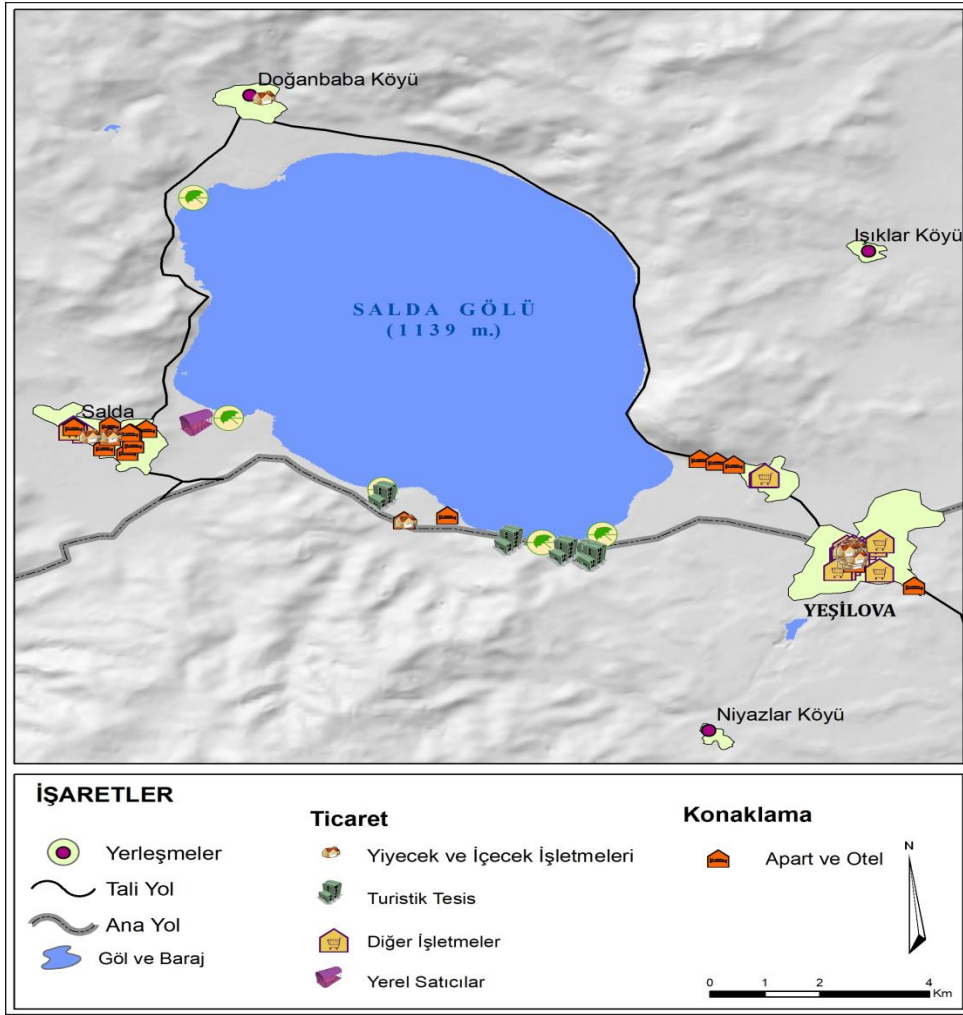 Doğanbaba Köyü
Işıklar Köyü
SALDA GÖLÜ
(1139 m.)
Salda
YEŞİLOVA
Niyazlar Köyü
İŞARETLER
Yerleşmeler
Tali Yol
Ana Yol
Göl ve Baraj
Ticaret
Yiyecek ve İçecek İşletmeleri
Turistik Tesis
Diğer İşletmeler
Yerel Satıcılar
Konaklama
Apart ve Otel
N
0 1 2 4
Km